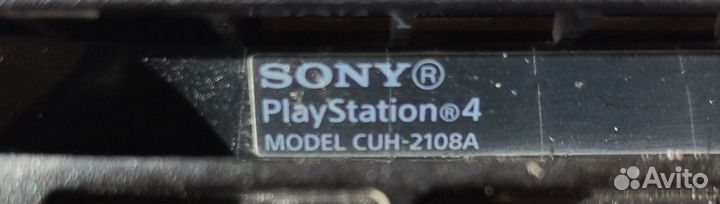 SONY®
PlayStation®4
MODEL CUH-2108A
Avito